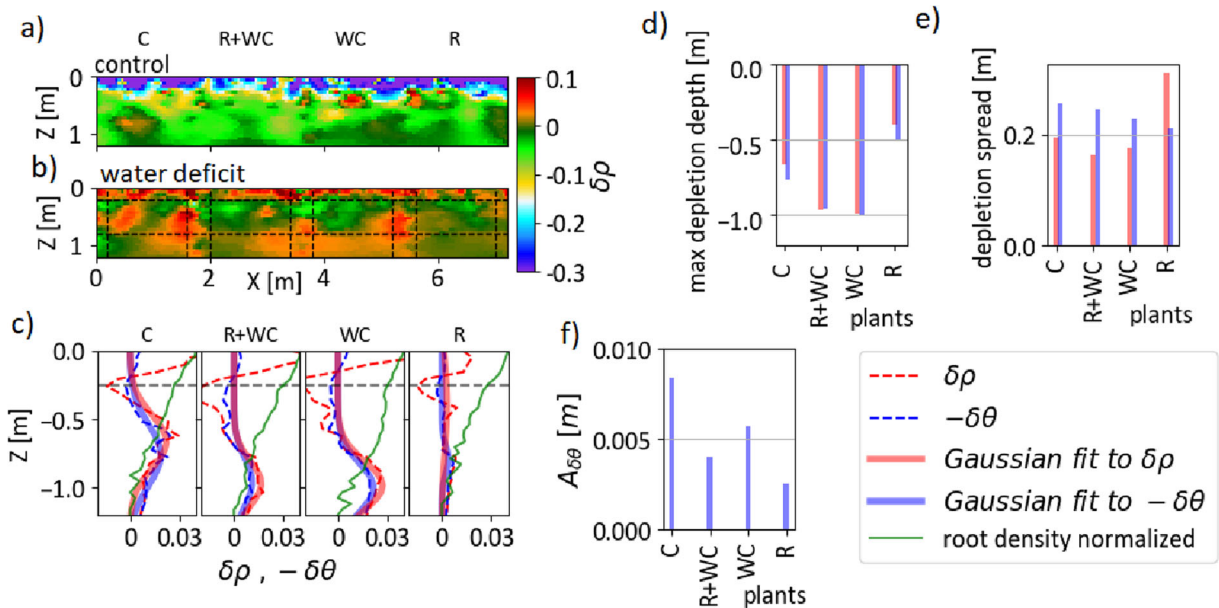 a)
C R+WC WC R
control
0
1
Z [m]
b)
water deficit
0
1
Z [m]
0 2 4 6
X [m]
0.1
0
-0.1
-0.2
-0.3
δρ
c)
C R+WC WC R
0.0
−0.5
−1.0
Z [m]
0 0.03 0 0.03 0 0.03 0 0.03
δρ , − δθ
d)
max depletion depth [m]
0.0
−0.5
−1.0
C
R+WC
WC
R
plants
e)
depletion spread [m]
0.2
0.0
C
R+WC
WC
R
plants
f)
A δθ [m]
0.010
0.005
0.000
C
R+WC
WC
R
plants
δρ
−δθ
Gaussian fit to δρ
Gaussian fit to − δθ
root density normalized